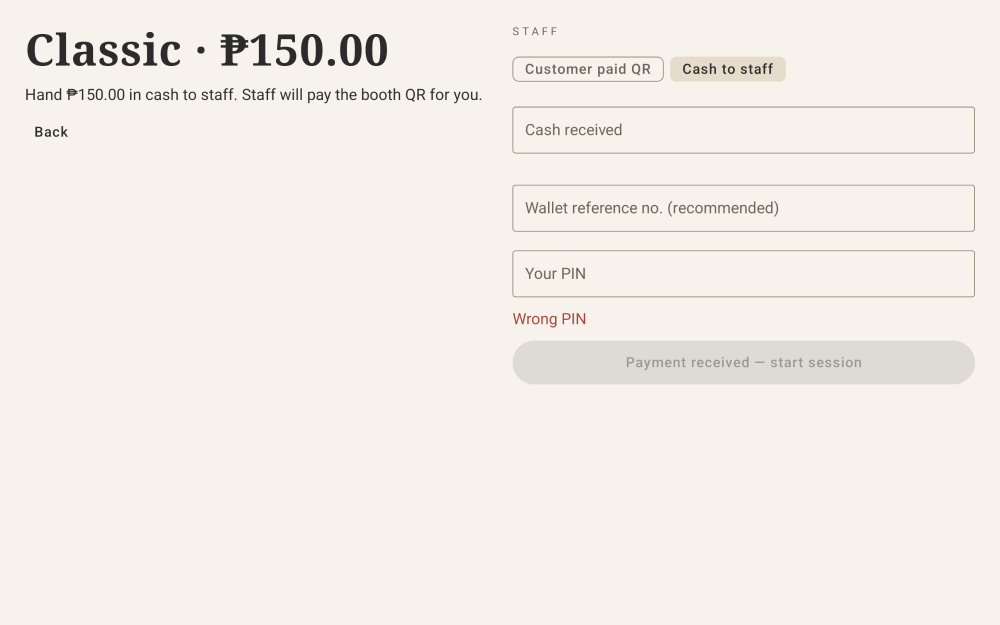 Classic · ₱150.00
Hand ₱150.00 in cash to staff. Staff will pay the booth QR for you.
Back
STAFF
Customer paid QR
Cash to staff
Cash received
Wallet reference no. (recommended)
Your PIN
Wrong PIN
Payment received — start session